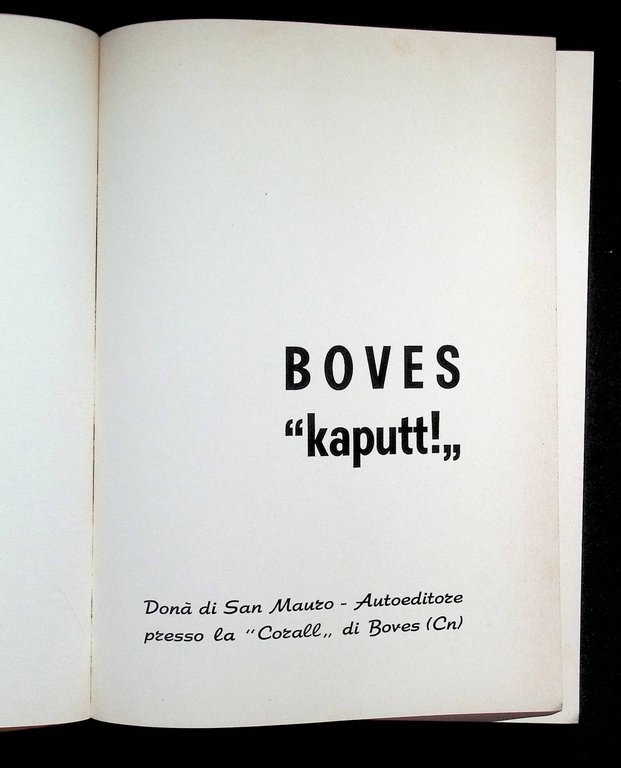 BOVES
“kaputt!„
Donà di San Mauro - Autoeditore
presso la “Corall„ di Boves (Cn)